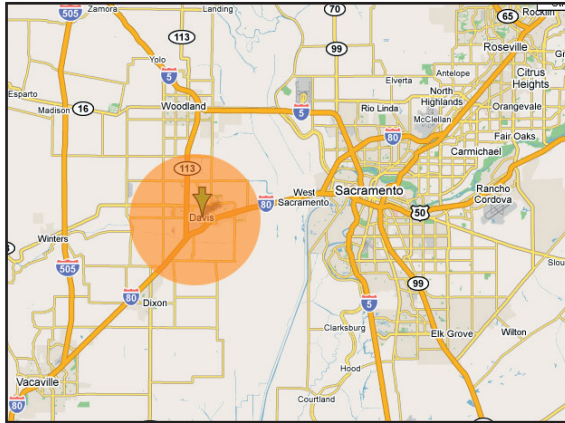 505
Zamora
Landing
70
65
Rocklin
113
99
Roseville
Yolo
5
Antelope
Citrus
Heights
Elverta
Esparto
Madison
16
Woodland
5
Rio Linda
North
Highlands
Orangevale
McClellan
80
Fair Oaks
Carmichael
113
West
Sacramento
80
Sacramento
Rancho
Cordova
Davis
50
Winters
505
Slou
80
Dixon
99
5
Clarksburg
Elk Grove
Wilton
Hood
Vacaville
Courtland
80